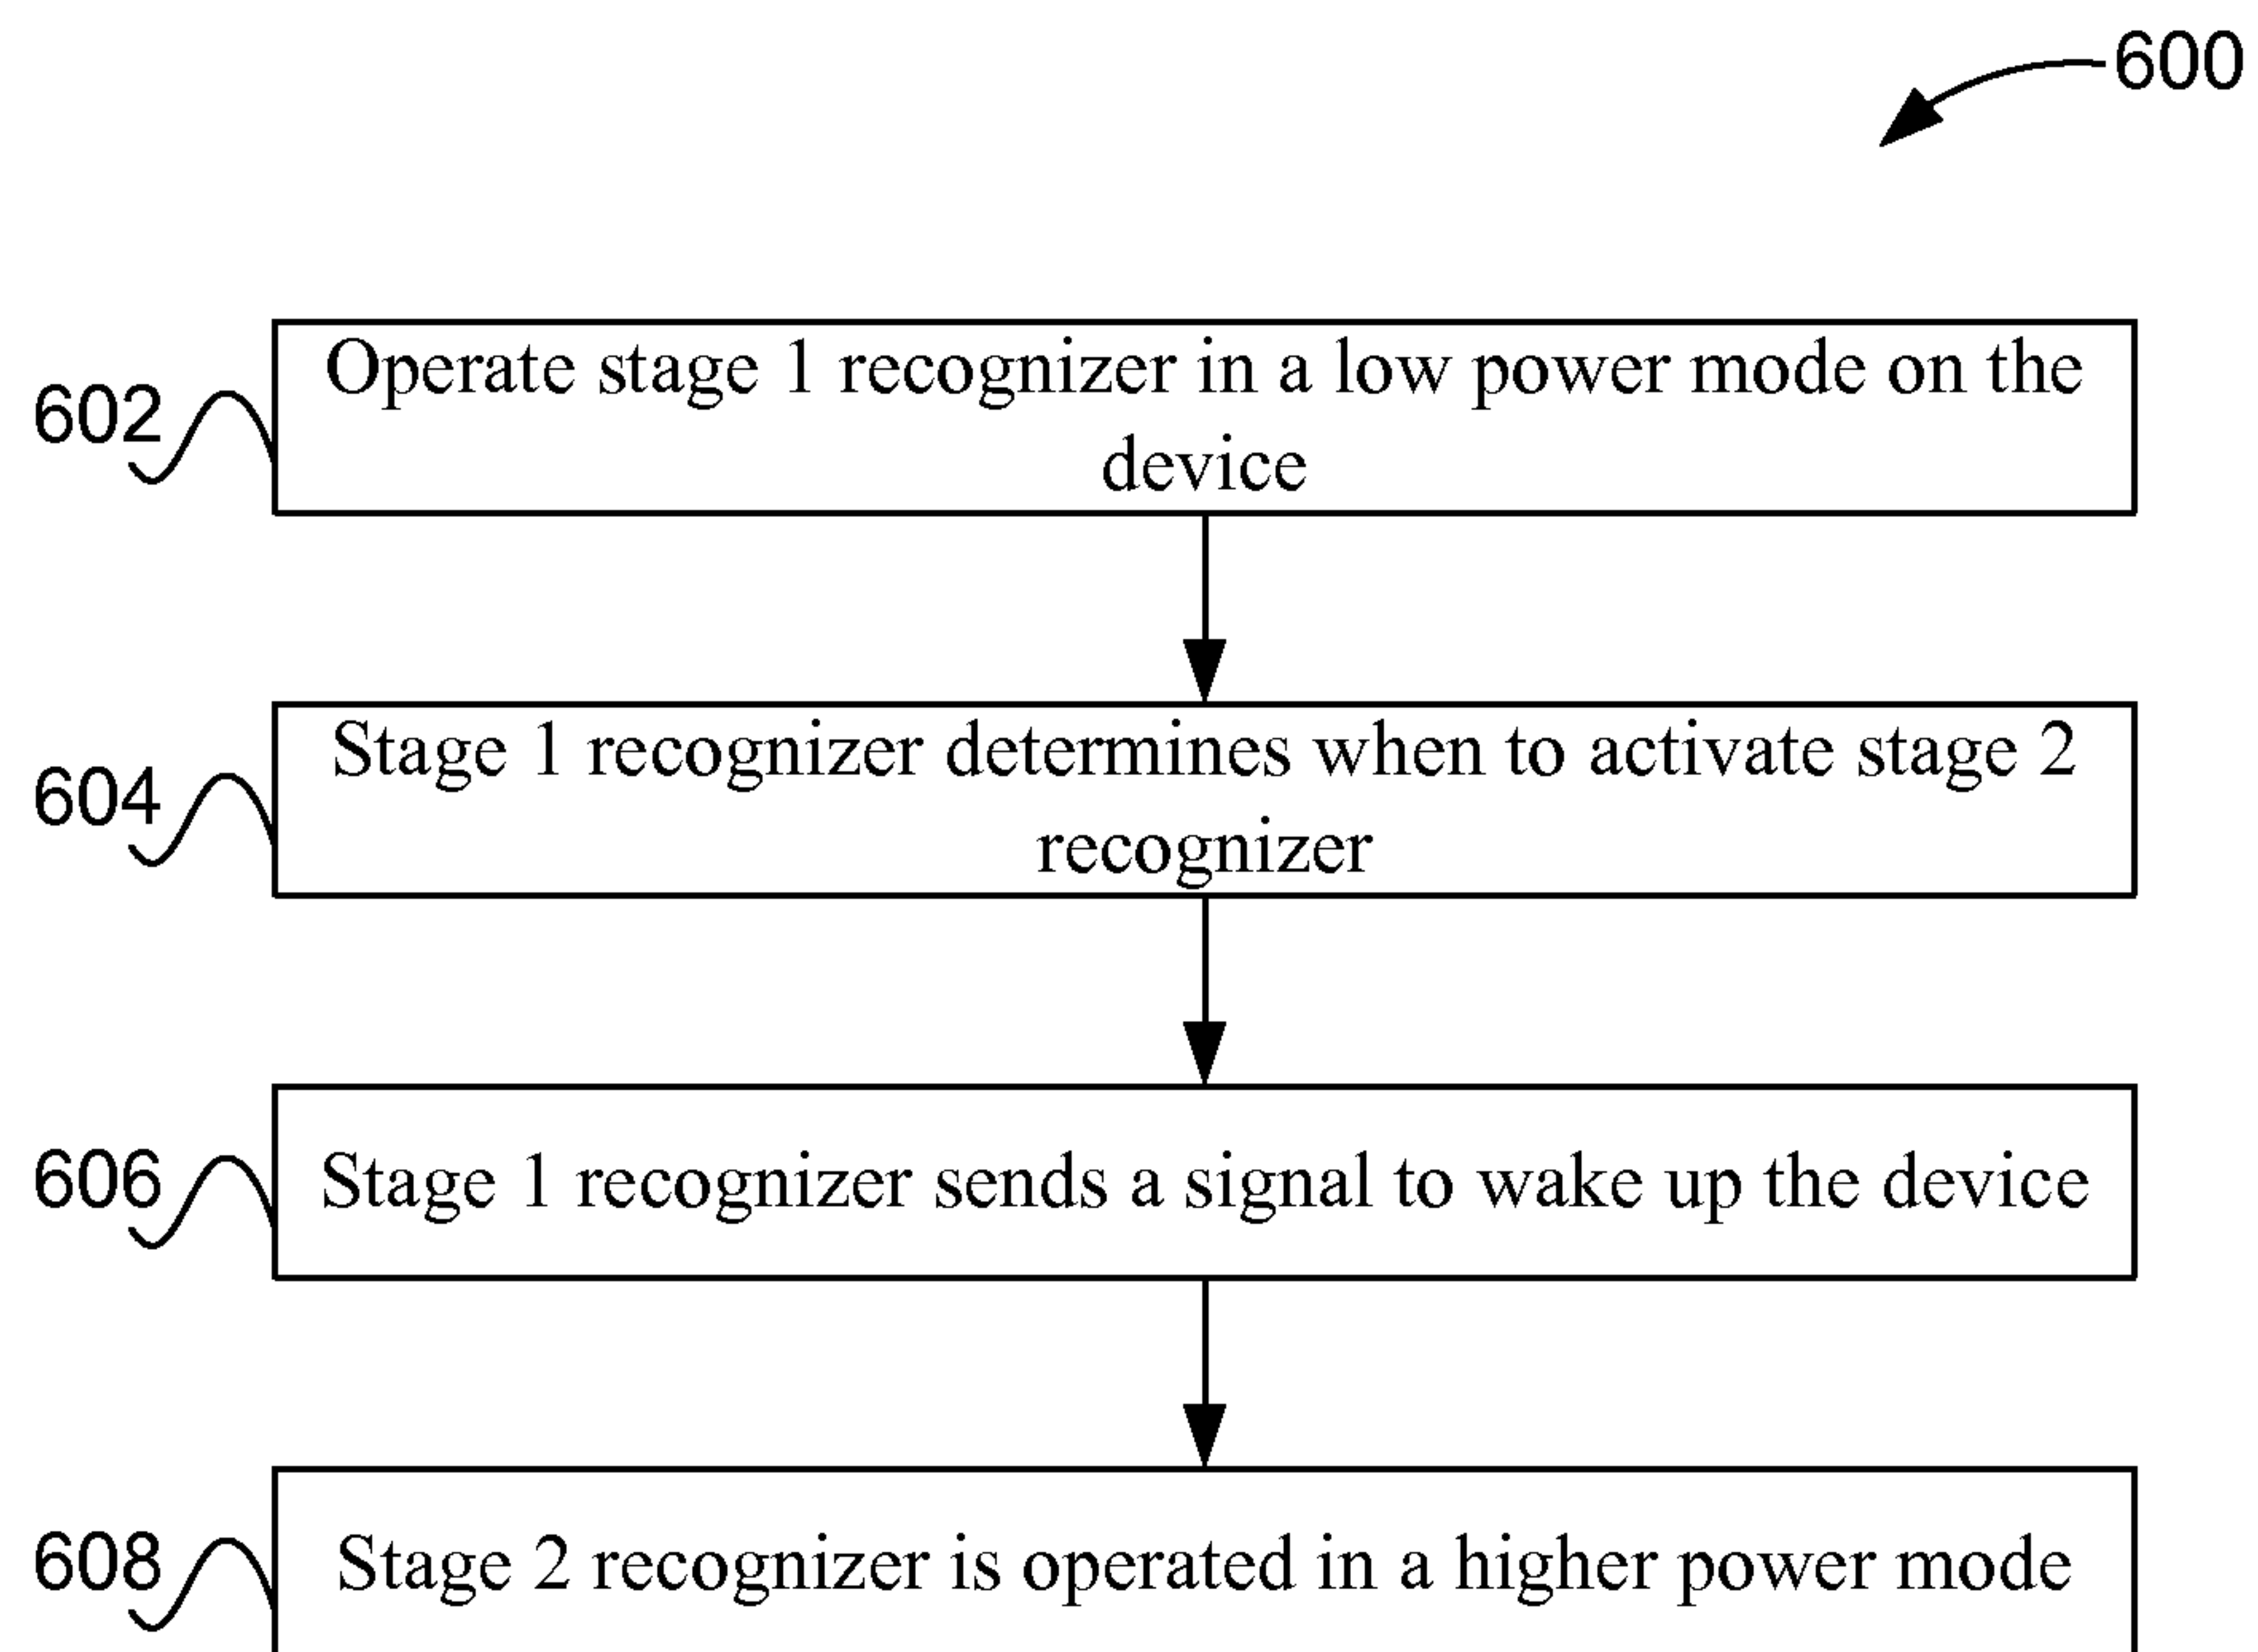 600
Operate stage 1 recognizer in a low power mode on the
device
602
Stage 1 recognizer determines when to activate stage 2
recognizer
604
Stage 1 recognizer sends a signal to wake up the device
606
Stage 2 recognizer is operated in a higher power mode
608